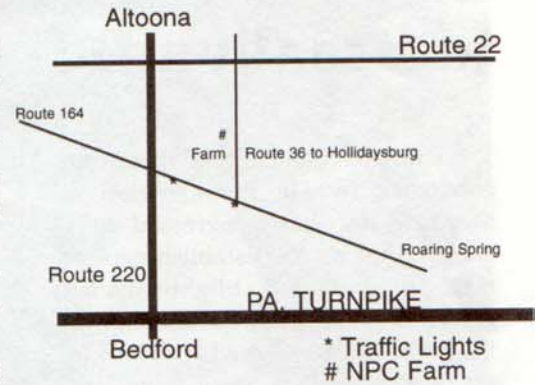 Altoona
Route 22
Route 164
#
Farm
Route 36 to Hollidaysburg
*
*
Roaring Spring
Route 220
PA. TURNPIKE
Bedford
* Traffic Lights
# NPC Farm